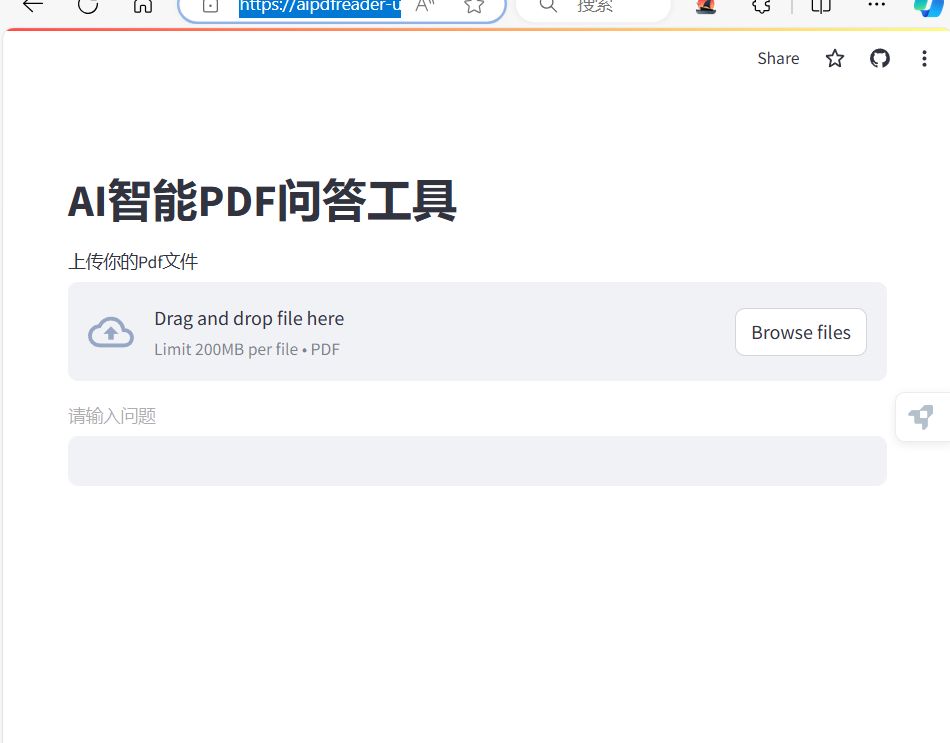 https://aipdfreader-u
搜索
Share
AI智能PDF问答工具
上传你的Pdf文件
Drag and drop file here
Limit 200MB per file • PDF
Browse files
请输入问题